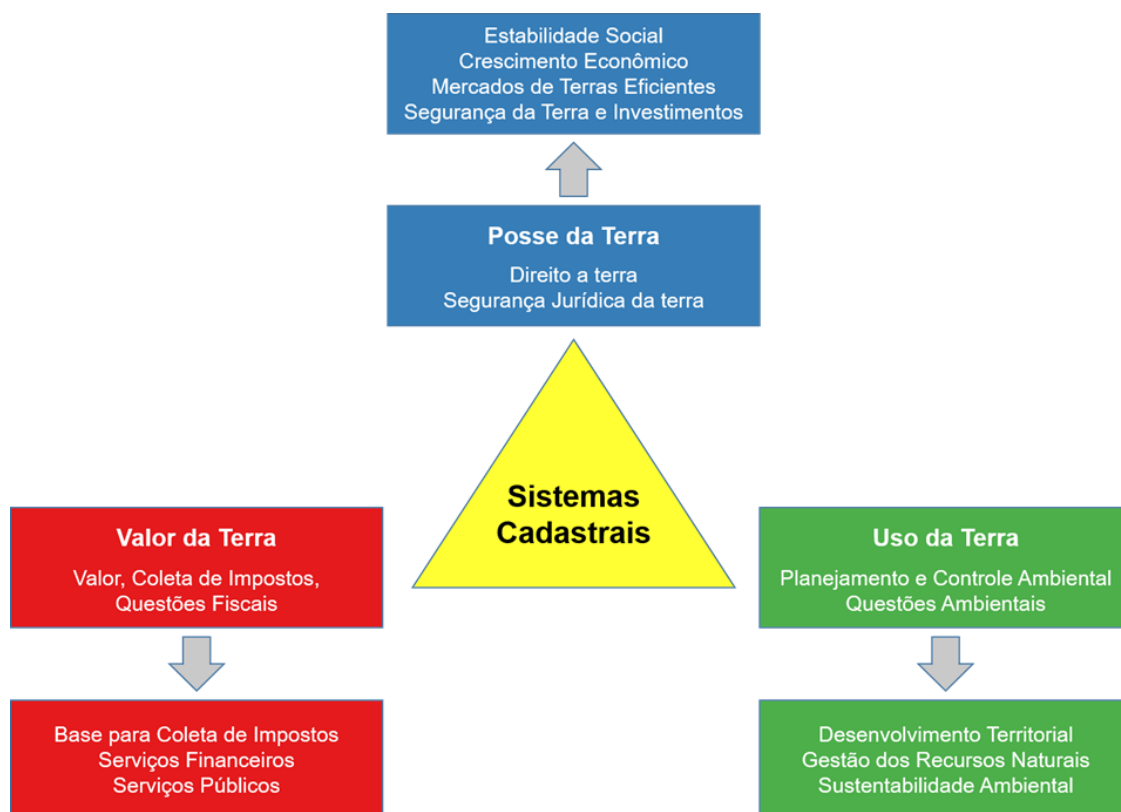 Estabilidade Social
Crescimento Econômico
Mercados de Terras Eficientes
Segurança da Terra e Investimentos
Posse da Terra
Direito a terra
Segurança Jurídica da terra
Sistemas
Cadastrais
Valor da Terra
Valor, Coleta de Impostos,
Questões Fiscais
Uso da Terra
Planejamento e Controle Ambiental
Questões Ambientais
Base para Coleta de Impostos
Serviços Financeiros
Serviços Públicos
Desenvolvimento Territorial
Gestão dos Recursos Naturais
Sustentabilidade Ambiental